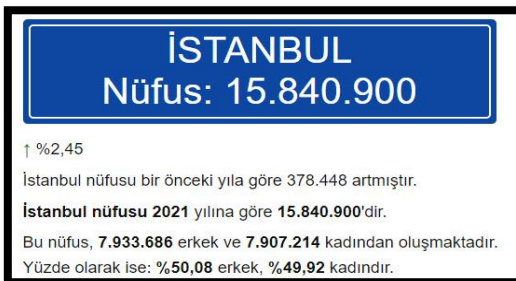 İSTANBUL
Nüfus: 15.840.900
↑ %2,45
İstanbul nüfusu bir önceki yıla göre 378.448 artmıştır.
İstanbul nüfusu 2021 yılına göre 15.840.900'dir.
Bu nüfus, 7.933.686 erkek ve 7.907.214 kadından oluşmaktadır.
Yüzde olarak ise: %50,08 erkek, %49,92 kadındır.